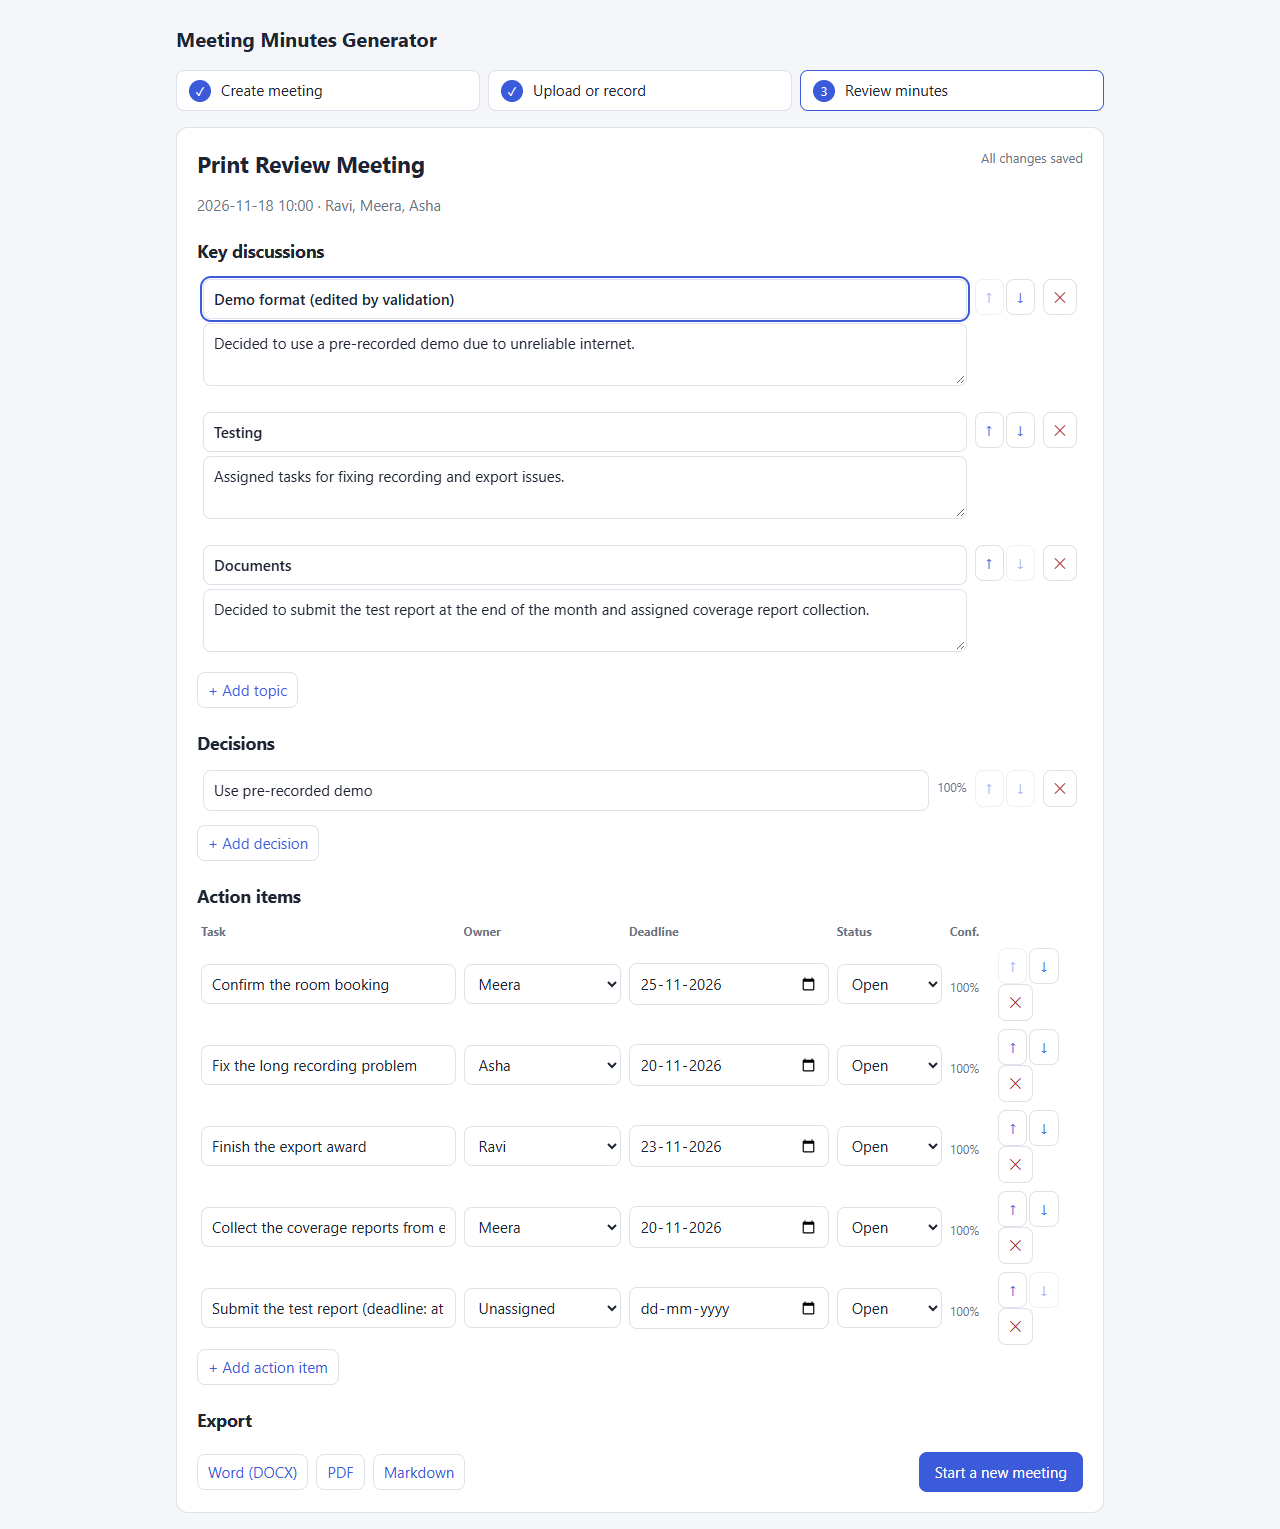 Meeting Minutes Generator
✓ Create meeting
✓ Upload or record
3 Review minutes
Print Review Meeting
All changes saved
2026-11-18 10:00 · Ravi, Meera, Asha
Key discussions
Demo format (edited by validation) ↑ ↓ ×
Decided to use a pre-recorded demo due to unreliable internet.
Testing ↑ ↓ ×
Assigned tasks for fixing recording and export issues.
Documents ↑ ↓ ×
Decided to submit the test report at the end of the month and assigned coverage report collection.
+ Add topic
Decisions
Use pre-recorded demo 100% ↑ ↓ ×
+ Add decision
Action items
Task Owner Deadline Status Conf.
Confirm the room booking Meera 25-11-2026 Open 100% ↑ ↓ ×
Fix the long recording problem Asha 20-11-2026 Open 100% ↑ ↓ ×
Finish the export award Ravi 23-11-2026 Open 100% ↑ ↓ ×
Collect the coverage reports from e Meera 20-11-2026 Open 100% ↑ ↓ ×
Submit the test report (deadline: at Unassigned dd-mm-yyyy Open 100% ↑ ↓ ×
+ Add action item
Export
Word (DOCX) PDF Markdown Start a new meeting